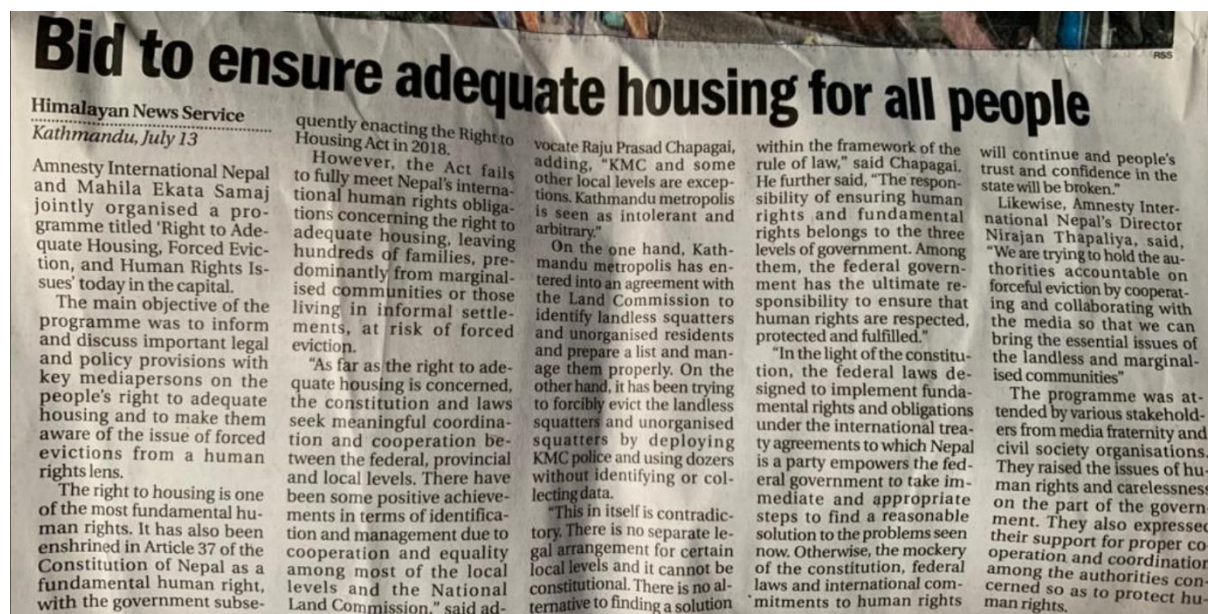 RSS
Bid to ensure adequate housing for all people
Himalayan News Service
Kathmandu, July 13
Amnesty International Nepal
and Mahila Ekata Samaj
jointly organised a pro-
gramme titled ‘Right to Ade-
quate Housing, Forced Evic-
tion, and Human Rights Is-
sues’ today in the capital.
The main objective of the
programme was to inform
and discuss important legal
and policy provisions with
key mediapersons on the
people's right to adequate
housing and to make them
aware of the issue of forced
evictions from a human
rights lens.
The right to housing is one
of the most fundamental hu-
man rights. It has also been
enshrined in Article 37 of the
Constitution of Nepal as a
fundamental human right,
with the government subse-
quently enacting the Right to
Housing Act in 2018.
However, the Act fails
to fully meet Nepal's interna-
tional human rights obliga-
tions concerning the right to
adequate housing, leaving
hundreds of families, pre-
dominantly from marginal-
ised communities or those
living in informal settle-
ments, at risk of forced
eviction.
“As far as the right to ade-
quate housing is concerned,
the constitution and laws
seek meaningful coordina-
tion and cooperation be-
tween the federal, provincial
and local levels. There have
been some positive achieve-
ments in terms of identifica-
tion and management due to
cooperation and equality
among most of the local
levels and the National
Land Commission,” said ad-
vocate Raju Prasad Chapagai,
adding, “KMC and some
other local levels are excep-
tions. Kathmandu metropolis
is seen as intolerant and
arbitrary.”
On the one hand, Kath-
mandu metropolis has en-
tered into an agreement with
the Land Commission to
identify landless squatters
and unorganised residents
and prepare a list and man-
age them properly. On the
other hand, it has been trying
to forcibly evict the landless
squatters and unorganised
squatters by deploying
KMC police and using dozers
without identifying or col-
lecting data.
“This in itself is contradic-
tory. There is no separate le-
gal arrangement for certain
local levels and it cannot be
constitutional. There is no al-
ternative to finding a solution
within the framework of the
rule of law,” said Chapagai.
He further said, “The respon-
sibility of ensuring human
rights and fundamental
rights belongs to the three
levels of government. Among
them, the federal govern-
ment has the ultimate re-
sponsibility to ensure that
human rights are respected,
protected and fulfilled.”
“In the light of the constitu-
tion, the federal laws de-
signed to implement funda-
mental rights and obligations
under the international trea-
ty agreements to which Nepal
is a party empowers the fed-
eral government to take im-
mediate and appropriate
steps to find a reasonable
solution to the problems seen
now. Otherwise, the mockery
of the constitution, federal
laws and international com-
mitments to human rights
will continue and people's
trust and confidence in the
state will be broken.”
Likewise, Amnesty Inter-
national Nepal's Director
Nirajan Thapaliya, said,
“We are trying to hold the au-
thorities accountable on
forceful eviction by cooperat-
ing and collaborating with
the media so that we can
bring the essential issues of
the landless and marginal-
ised communities”
The programme was at-
tended by various stakehold-
ers from media fraternity and
civil society organisations.
They raised the issues of hu-
man rights and carelessness
on the part of the govern-
ment. They also expressed
their support for proper co-
operation and coordination
among the authorities con-
cerned so as to protect hu-
man rights.